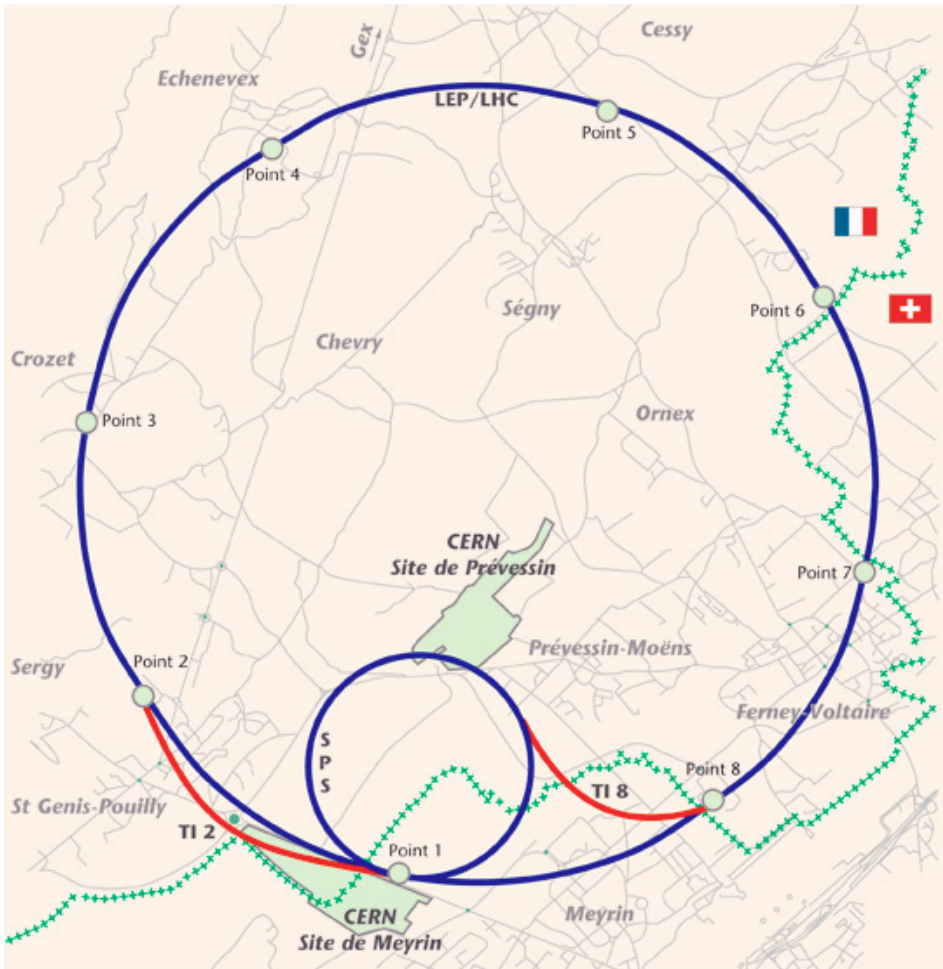 Cessy
Gex
Echenevex
LEP/LHC
Point 5
Point 4
Ségny
Point 6
Chevry
Crozet
Ornex
Point 3
CERN
Site de Prévessin
Point 7
Prévessin-Moëns
Point 2
Sergy
Ferney-Voltaire
S
P
S
Point 8
TI 8
St Genis-Pouilly
TI 2
Point 1
CERN
Site de Meyrin
Meyrin